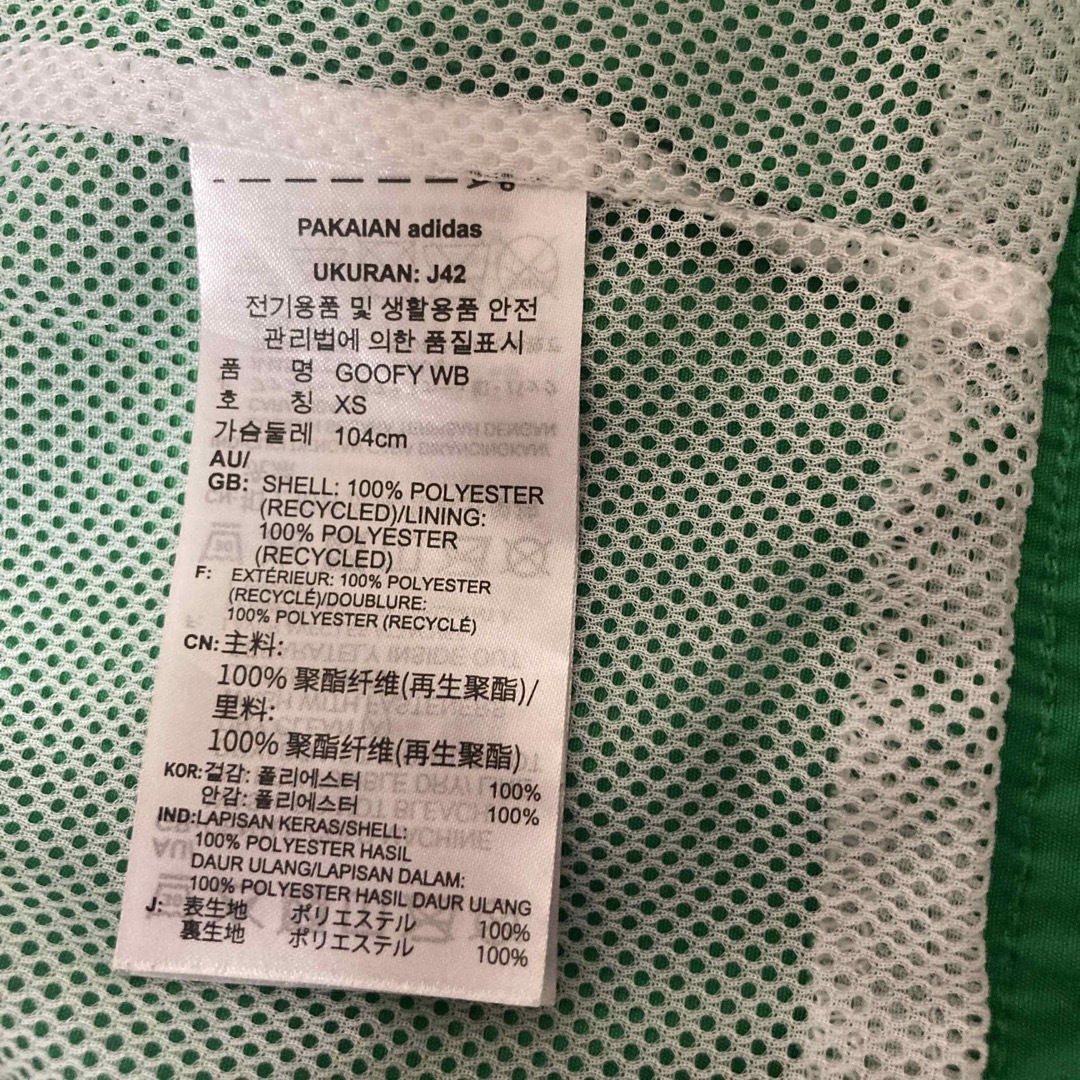 PAKAIAN adidas
UKURAN: J42
전기용품 및 생활용품 안전
관리법에 의한 품질표시
품 명 GOOFY WB
호 칭 XS
가슴둘레 104cm
AU/
GB: SHELL: 100% POLYESTER
(RECYCLED)/LINING:
100% POLYESTER
(RECYCLED)
F: EXTÉRIEUR: 100% POLYESTER
(RECYCLÉ)/DOUBLURE:
100% POLYESTER (RECYCLÉ)
CN: 主料:
100% 聚酯纤维(再生聚酯)/
里料:
100% 聚酯纤维(再生聚酯)
KOR: 겉감: 폴리에스터 100%
안감: 폴리에스터 100%
IND: LAPISAN KERAS/SHELL:
100% POLYESTER HASIL
DAUR ULANG/LAPISAN DALAM:
100% POLYESTER HASIL DAUR ULANG
J: 表生地 ポリエステル 100%
裏生地 ポリエステル 100%